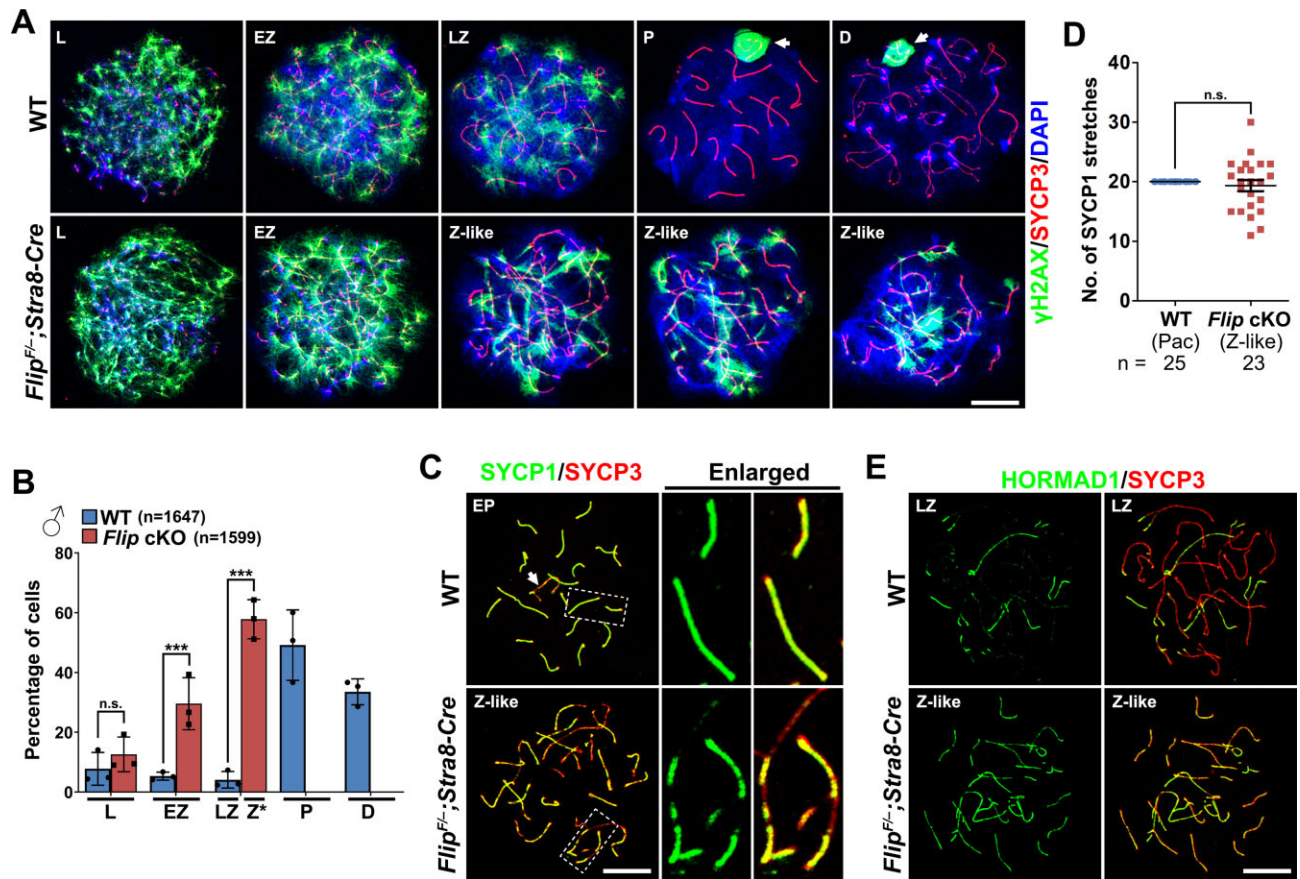 A
L
EZ
LZ
P
D
WT
L
EZ
Z-like
Z-like
Z-like
Flip^F/–;Stra8-Cre
γH2AX/SYCP3/DAPI
D
No. of SYCP1 stretches
40
30
20
10
0
n.s.
WT
(Pac)
Flip cKO
(Z-like)
n =
25
23
B
♂
WT (n=1647)
Flip cKO (n=1599)
Percentage of cells
80
60
40
20
0
n.s.
***
***
L
EZ
LZ
Z*
P
D
C
SYCP1/SYCP3
Enlarged
EP
WT
Z-like
Flip^F/–;Stra8-Cre
E
HORMAD1/SYCP3
LZ
LZ
WT
Z-like
Z-like
Flip^F/–;Stra8-Cre